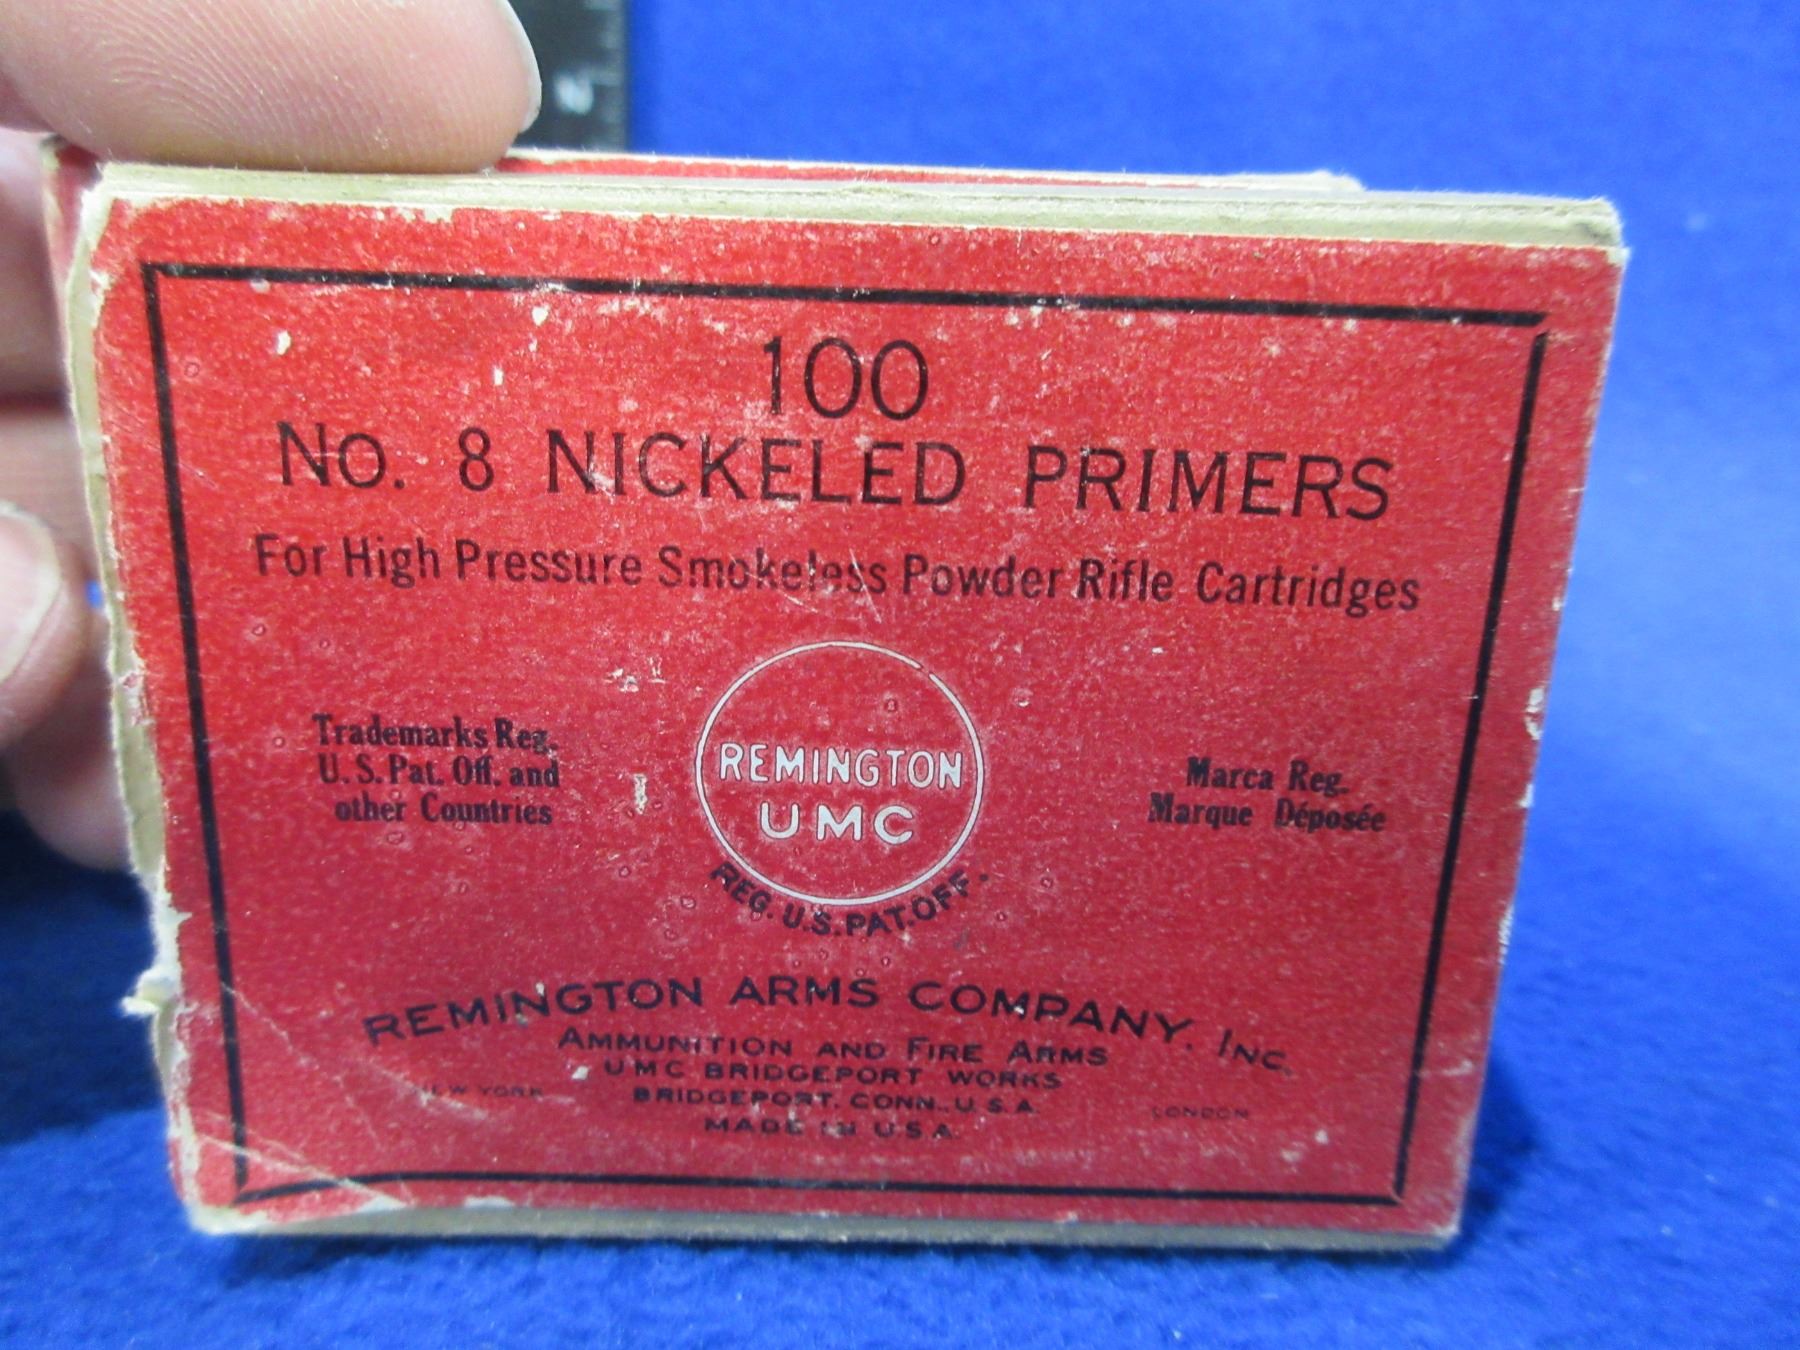 100
No. 8 NICKELED PRIMERS
For High Pressure Smokeless Powder Rifle Cartridges
Trademarks Reg.
U.S. Pat. Off. and
other Countries
REMINGTON
UMC
REG. U.S. PAT. OFF.
Marca Reg.
Marque Déposée
REMINGTON ARMS COMPANY, INC.
AMMUNITION AND FIRE ARMS
UMC BRIDGEPORT WORKS
NEW YORK
BRIDGEPORT, CONN., U.S.A.
LONDON
MADE IN U.S.A.